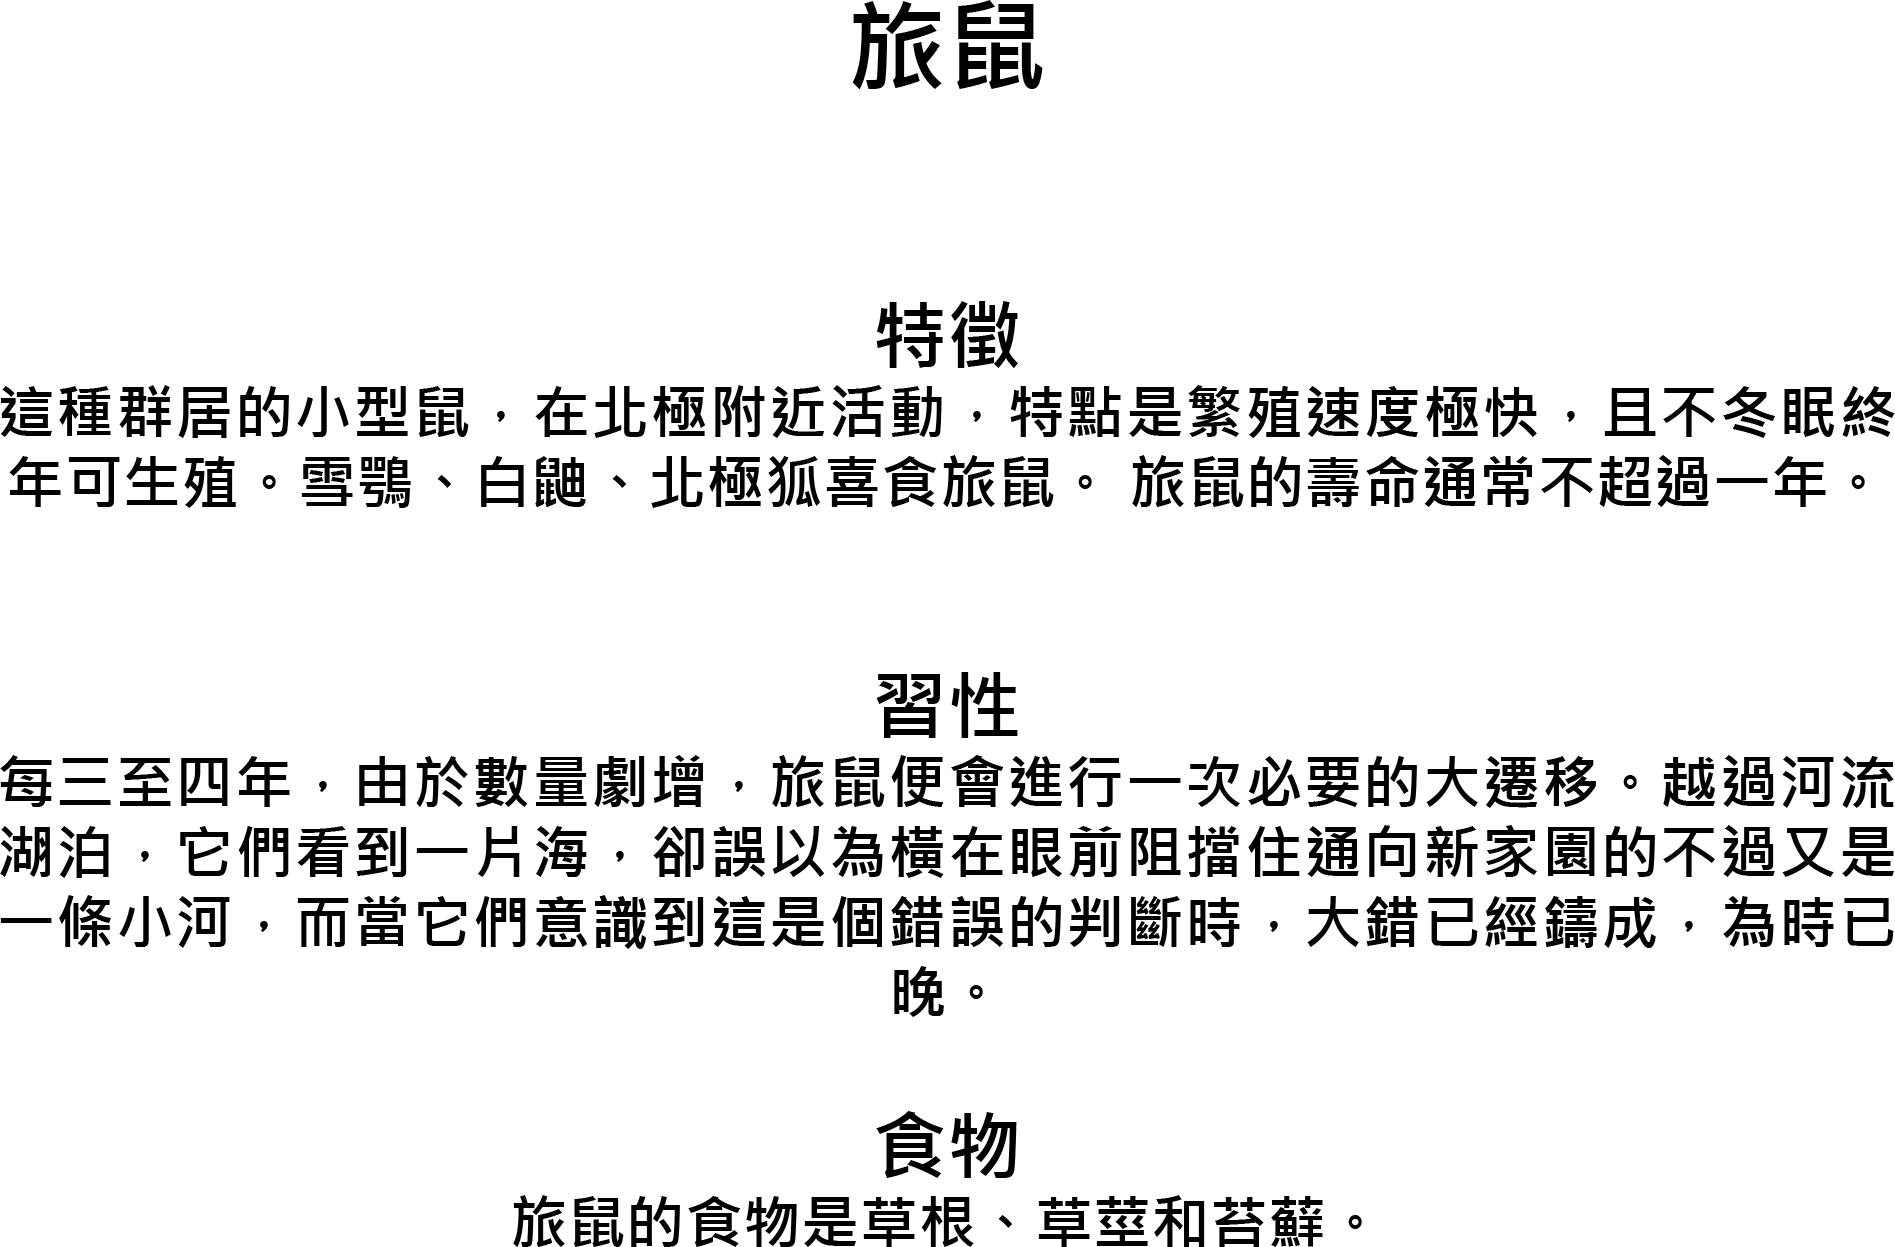 旅鼠
特徵
這種群居的小型鼠，在北極附近活動，特點是繁殖速度極快，且不冬眠終
年可生殖。雪鴞、白鼬、北極狐喜食旅鼠。 旅鼠的壽命通常不超過一年。
習性
每三至四年，由於數量劇增，旅鼠便會進行一次必要的大遷移。越過河流
湖泊，它們看到一片海，卻誤以為橫在眼前阻擋住通向新家園的不過又是
一條小河，而當它們意識到這是個錯誤的判斷時，大錯已經鑄成，為時已
晚。
食物
旅鼠的食物是草根、草莖和苔蘚。